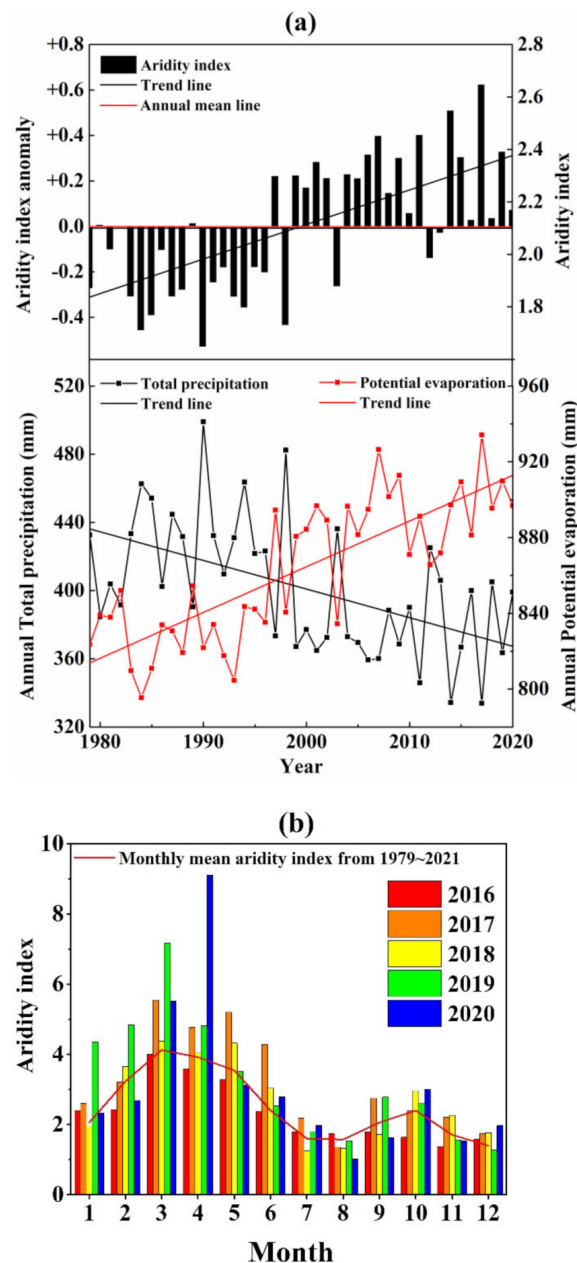 (a)
+0.8
+0.6
+0.4
+0.2
0.0
-0.2
-0.4
Aridity index anomaly
Aridity index
Trend line
Annual mean line
2.8
2.6
2.4
2.2
2.0
1.8
Aridity index
520
480
440
400
360
320
Annual Total precipitation (mm)
Total precipitation
Trend line
Potential evaporation
Trend line
960
920
880
840
800
Annual Potential evaporation (mm)
1980 1990 2000 2010 2020
Year
(b)
10
8
6
4
2
0
Aridity index
Monthly mean aridity index from 1979~2021
2016
2017
2018
2019
2020
1 2 3 4 5 6 7 8 9 10 11 12
Month